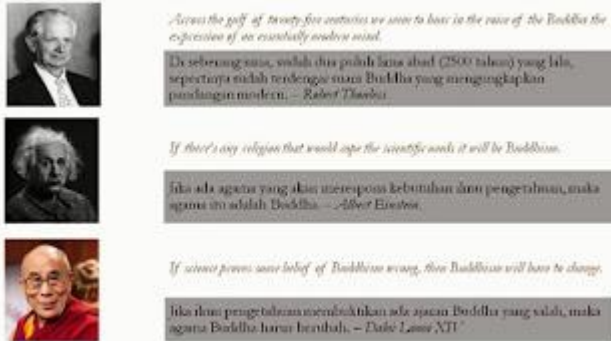 Across the gulf of twenty-five centuries we seem to hear in the voice of the Buddha the
expression of an essentially modern mind.
Di seberang sana, sudah dua puluh lima abad (2500 tahun) yang lalu,
sepertinya sudah terdengar suara Buddha yang mengungkapkan
pandangan modern. – Robert Thouless
If there's any religion that would cope the scientific needs it will be Buddhism.
Jika ada agama yang akan merespons kebutuhan ilmu pengetahuan, maka
agama itu adalah Buddha. – Albert Einstein
If science proves some belief of Buddhism wrong, then Buddhism will have to change.
Jika ilmu pengetahuan membuktikan ada ajaran Buddha yang salah, maka
agama Buddha harus berubah. – Dalai Lama XIV